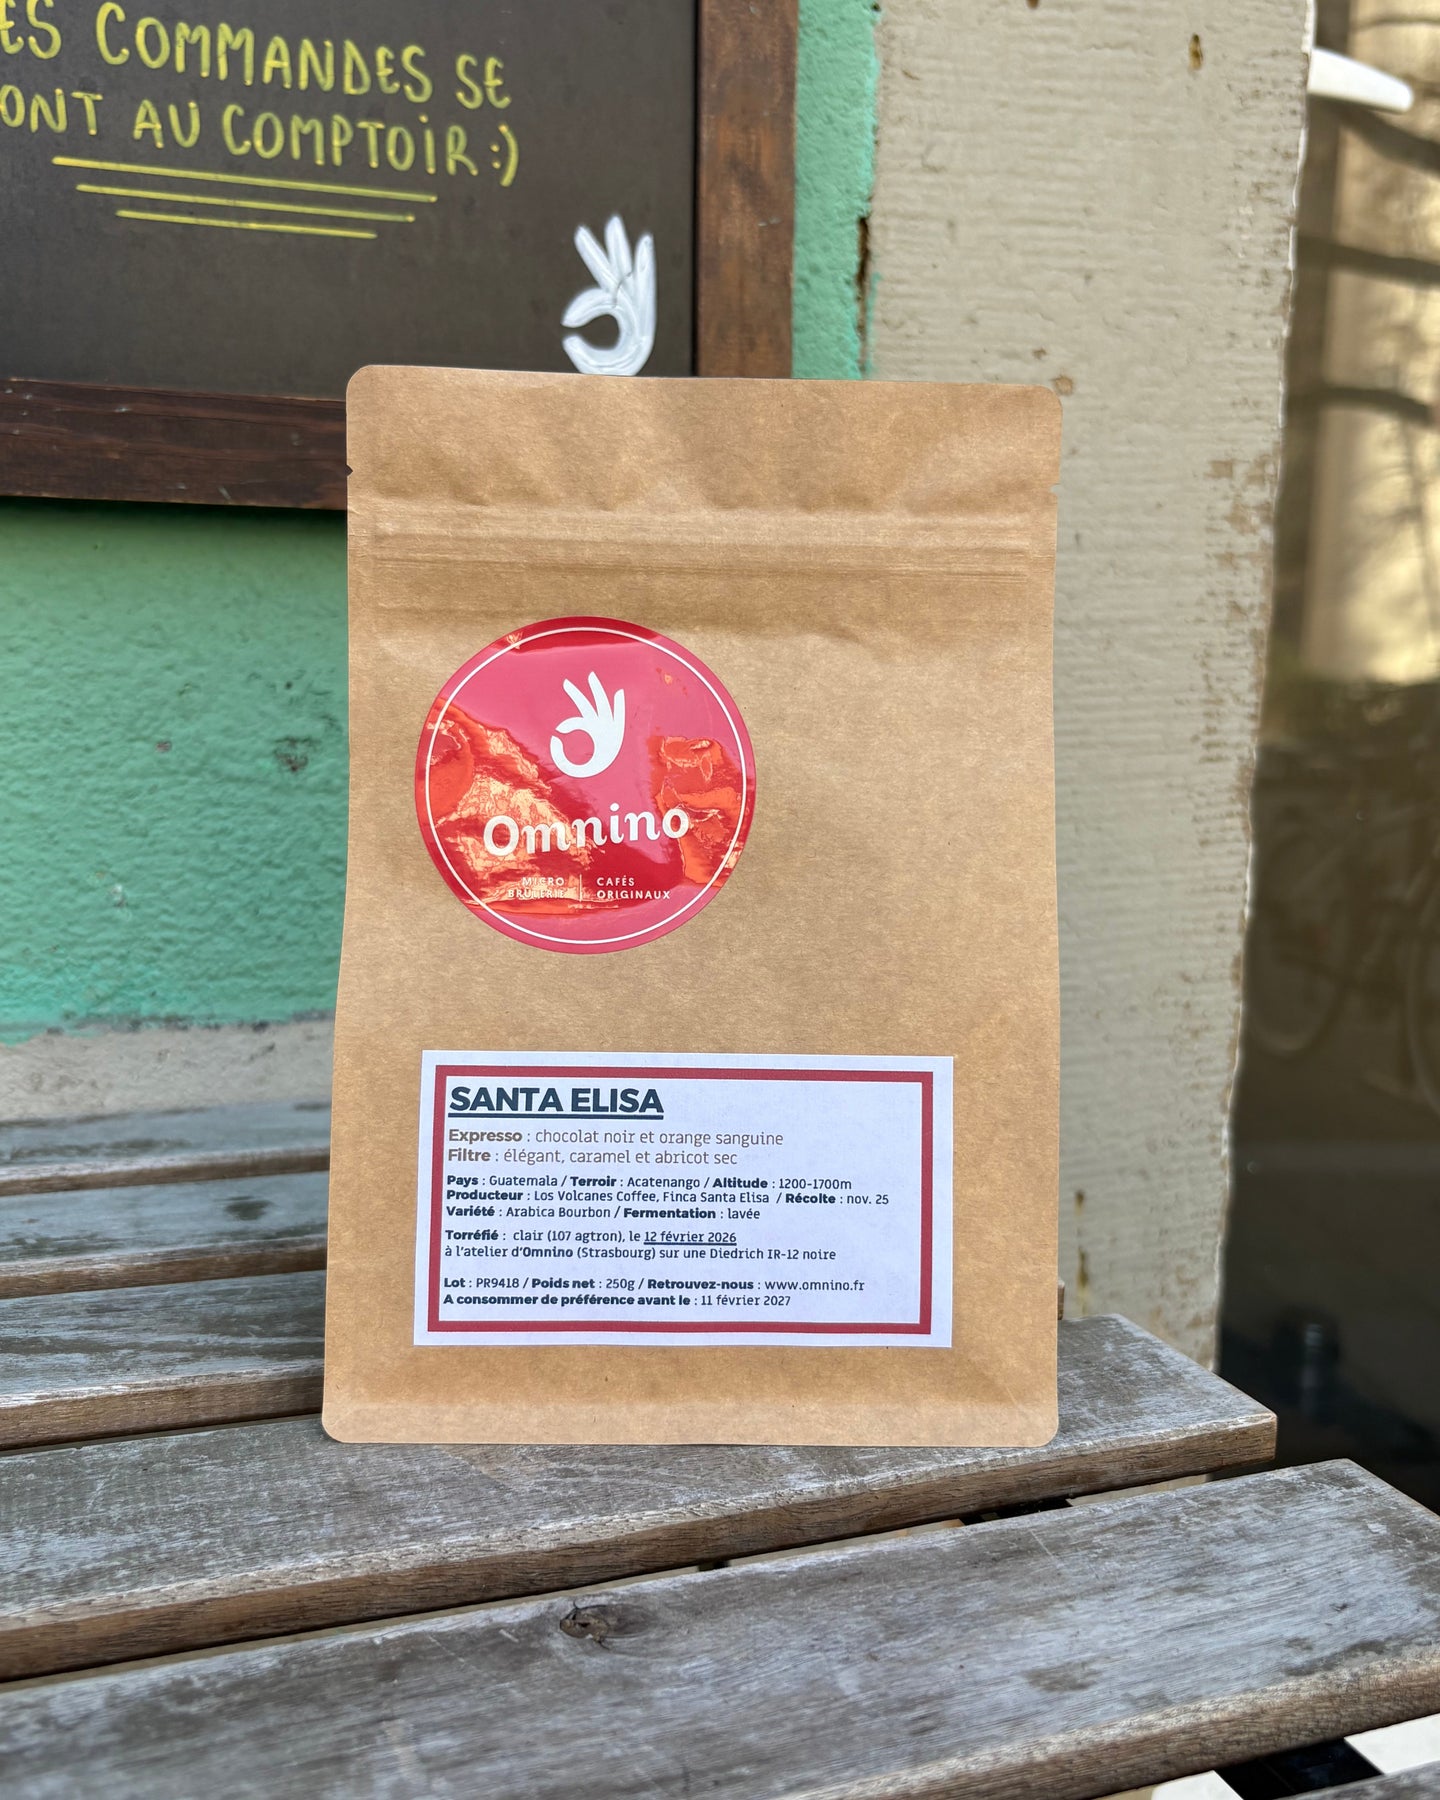 ES COMMANDES SE
ONT AU COMPTOIR :)
Omnino
MICRO BRÛLERIE | CAFÉS ORIGINAUX
SANTA ELISA
Expresso : chocolat noir et orange sanguine
Filtre : élégant, caramel et abricot sec
Pays : Guatemala / Terroir : Acatenango / Altitude : 1200-1700m
Producteur : Los Volcanes Coffee, Finca Santa Elisa / Récolte : nov. 25
Variété : Arabica Bourbon / Fermentation : lavée
Torréfié : clair (107 agtron), le 12 février 2026
à l'atelier d'Omnino (Strasbourg) sur une Diedrich IR-12 noire
Lot : PR9418 / Poids net : 250g / Retrouvez-nous : www.omnino.fr
A consommer de préférence avant le : 11 février 2027